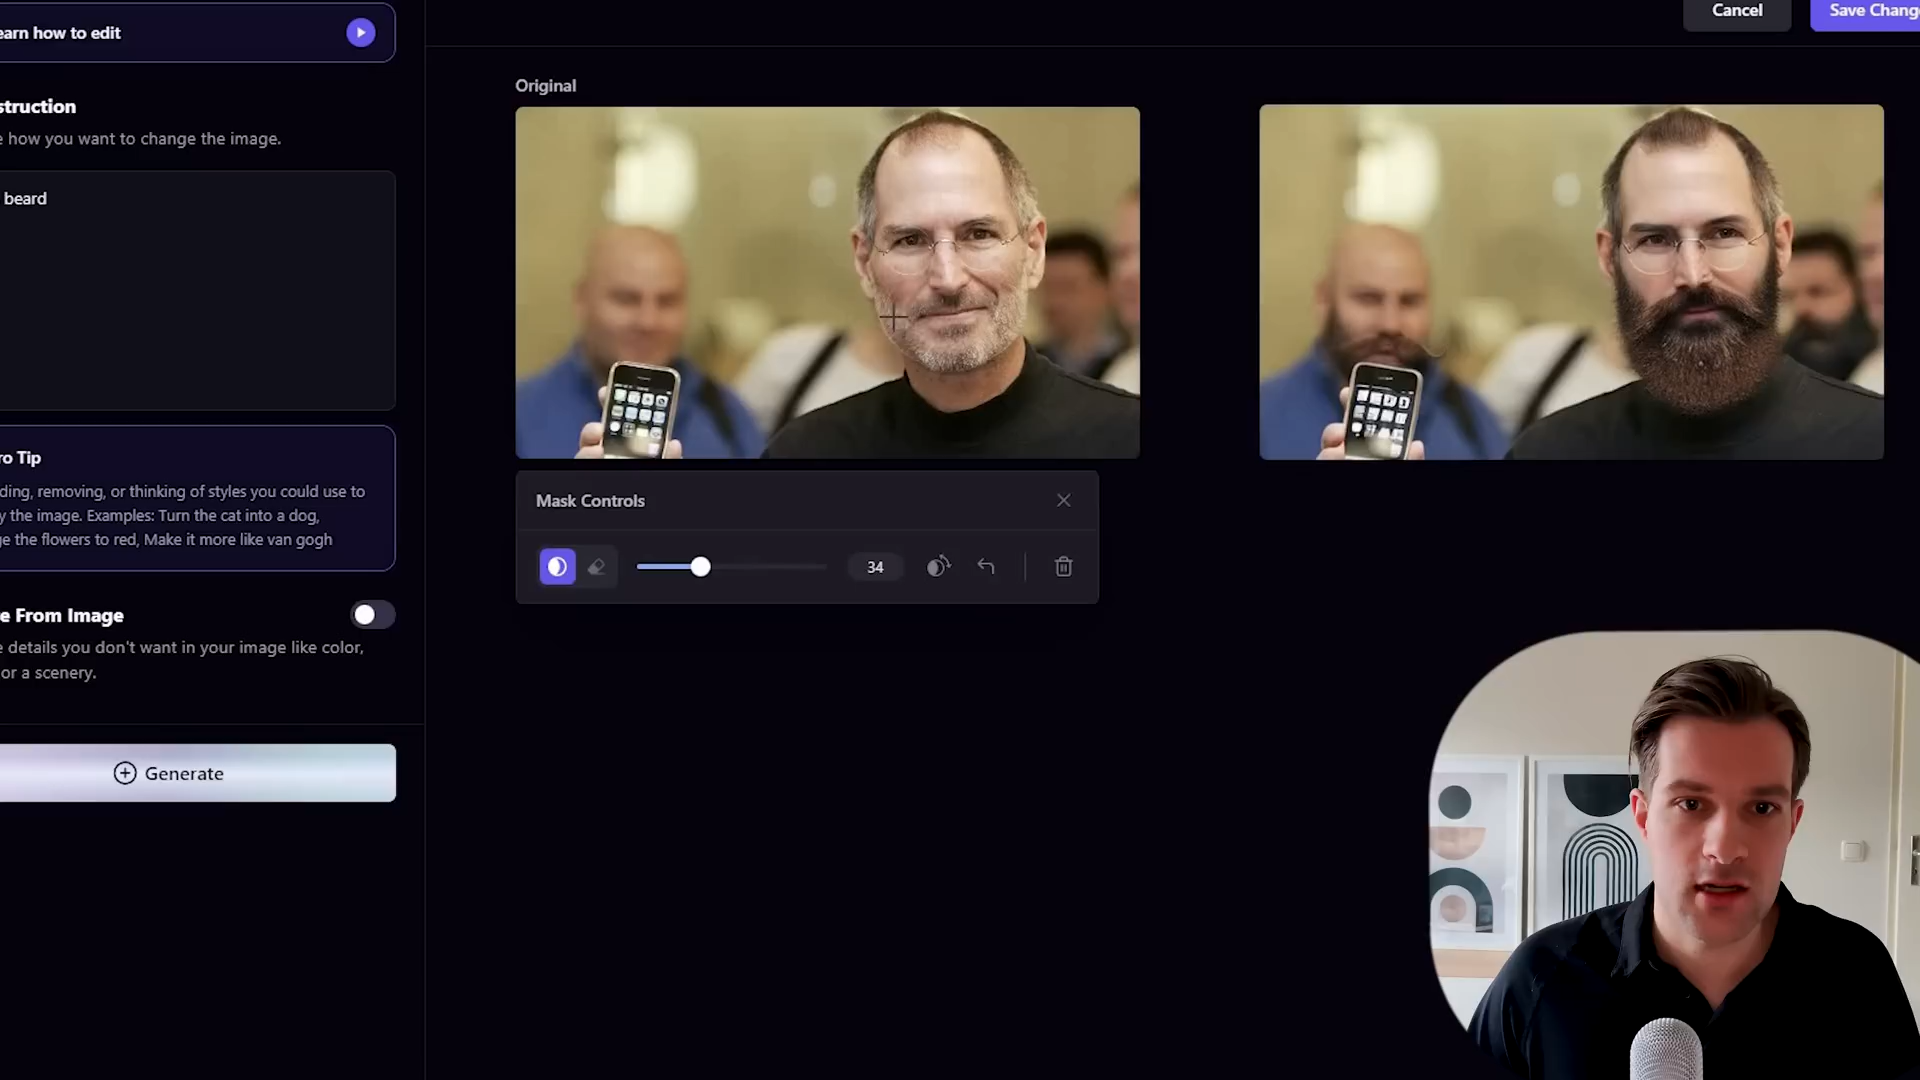 earn how to edit
struction
e how you want to change the image.
beard
ro Tip
ding, removing, or thinking of styles you could use to
y the image. Examples: Turn the cat into a dog,
ge the flowers to red, Make it more like van gogh
e From Image
e details you don't want in your image like color,
or a scenery.
Generate
Cancel
Save Chang
Original
Mask Controls
34